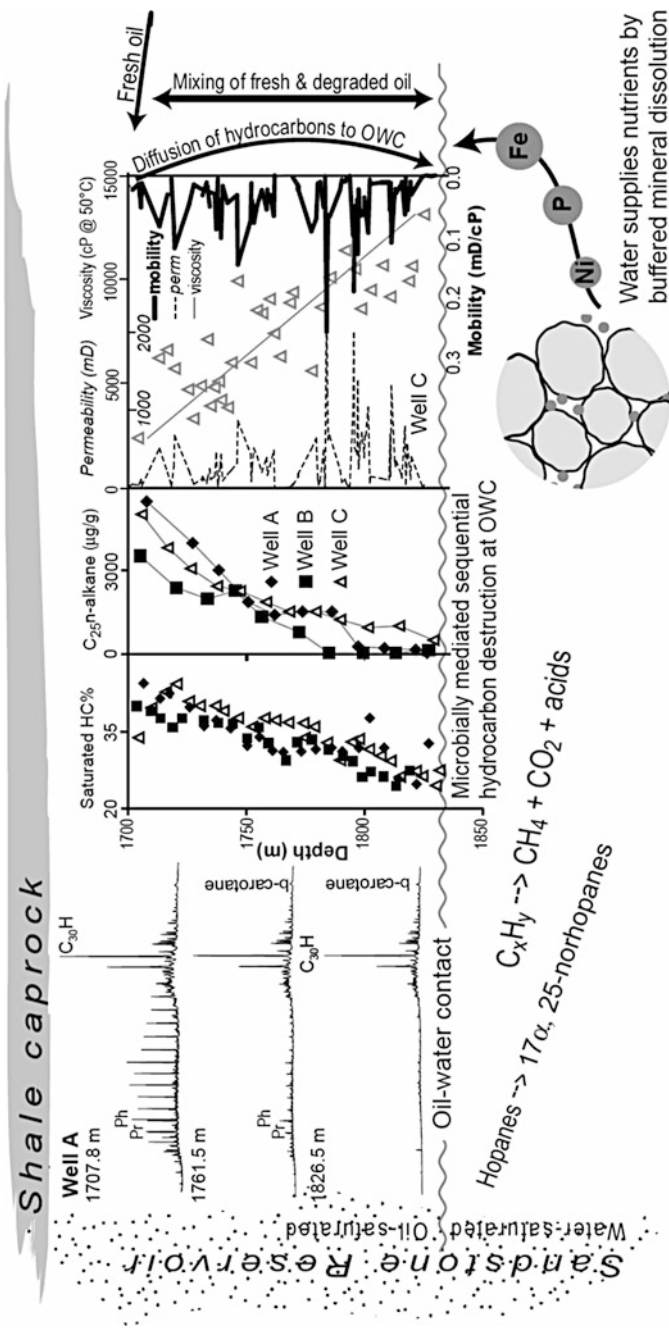 Shale caprock
Well A
1707.8 m
Ph
Pr
C30H
1761.5 m
Ph
Pr
C30H
b-carotane
1826.5 m
b-carotane
Oil-water contact
Sandstone Reservoir
Water-saturated
Oil-saturated
Hopanes --> 17α, 25-norhopanes
CxHy --> CH4 + CO2 + acids
Saturated HC%
20
35
1700
1750
1800
1850
Depth (m)
C25n-alkane (µg/g)
0
3000
Well A
Well B
Well C
Microbially mediated sequential
hydrocarbon destruction at OWC
Permeability (mD)
1000
2000
Viscosity (cP @ 50°C)
0
5000
10000
15000
mobility
perm
viscosity
Well C
0.3
0.2
0.1
0.0
Mobility (mD/cP)
Fresh oil
Diffusion of hydrocarbons to OWC
Mixing of fresh & degraded oil
Ni
P
Fe
Water supplies nutrients by
buffered mineral dissolution